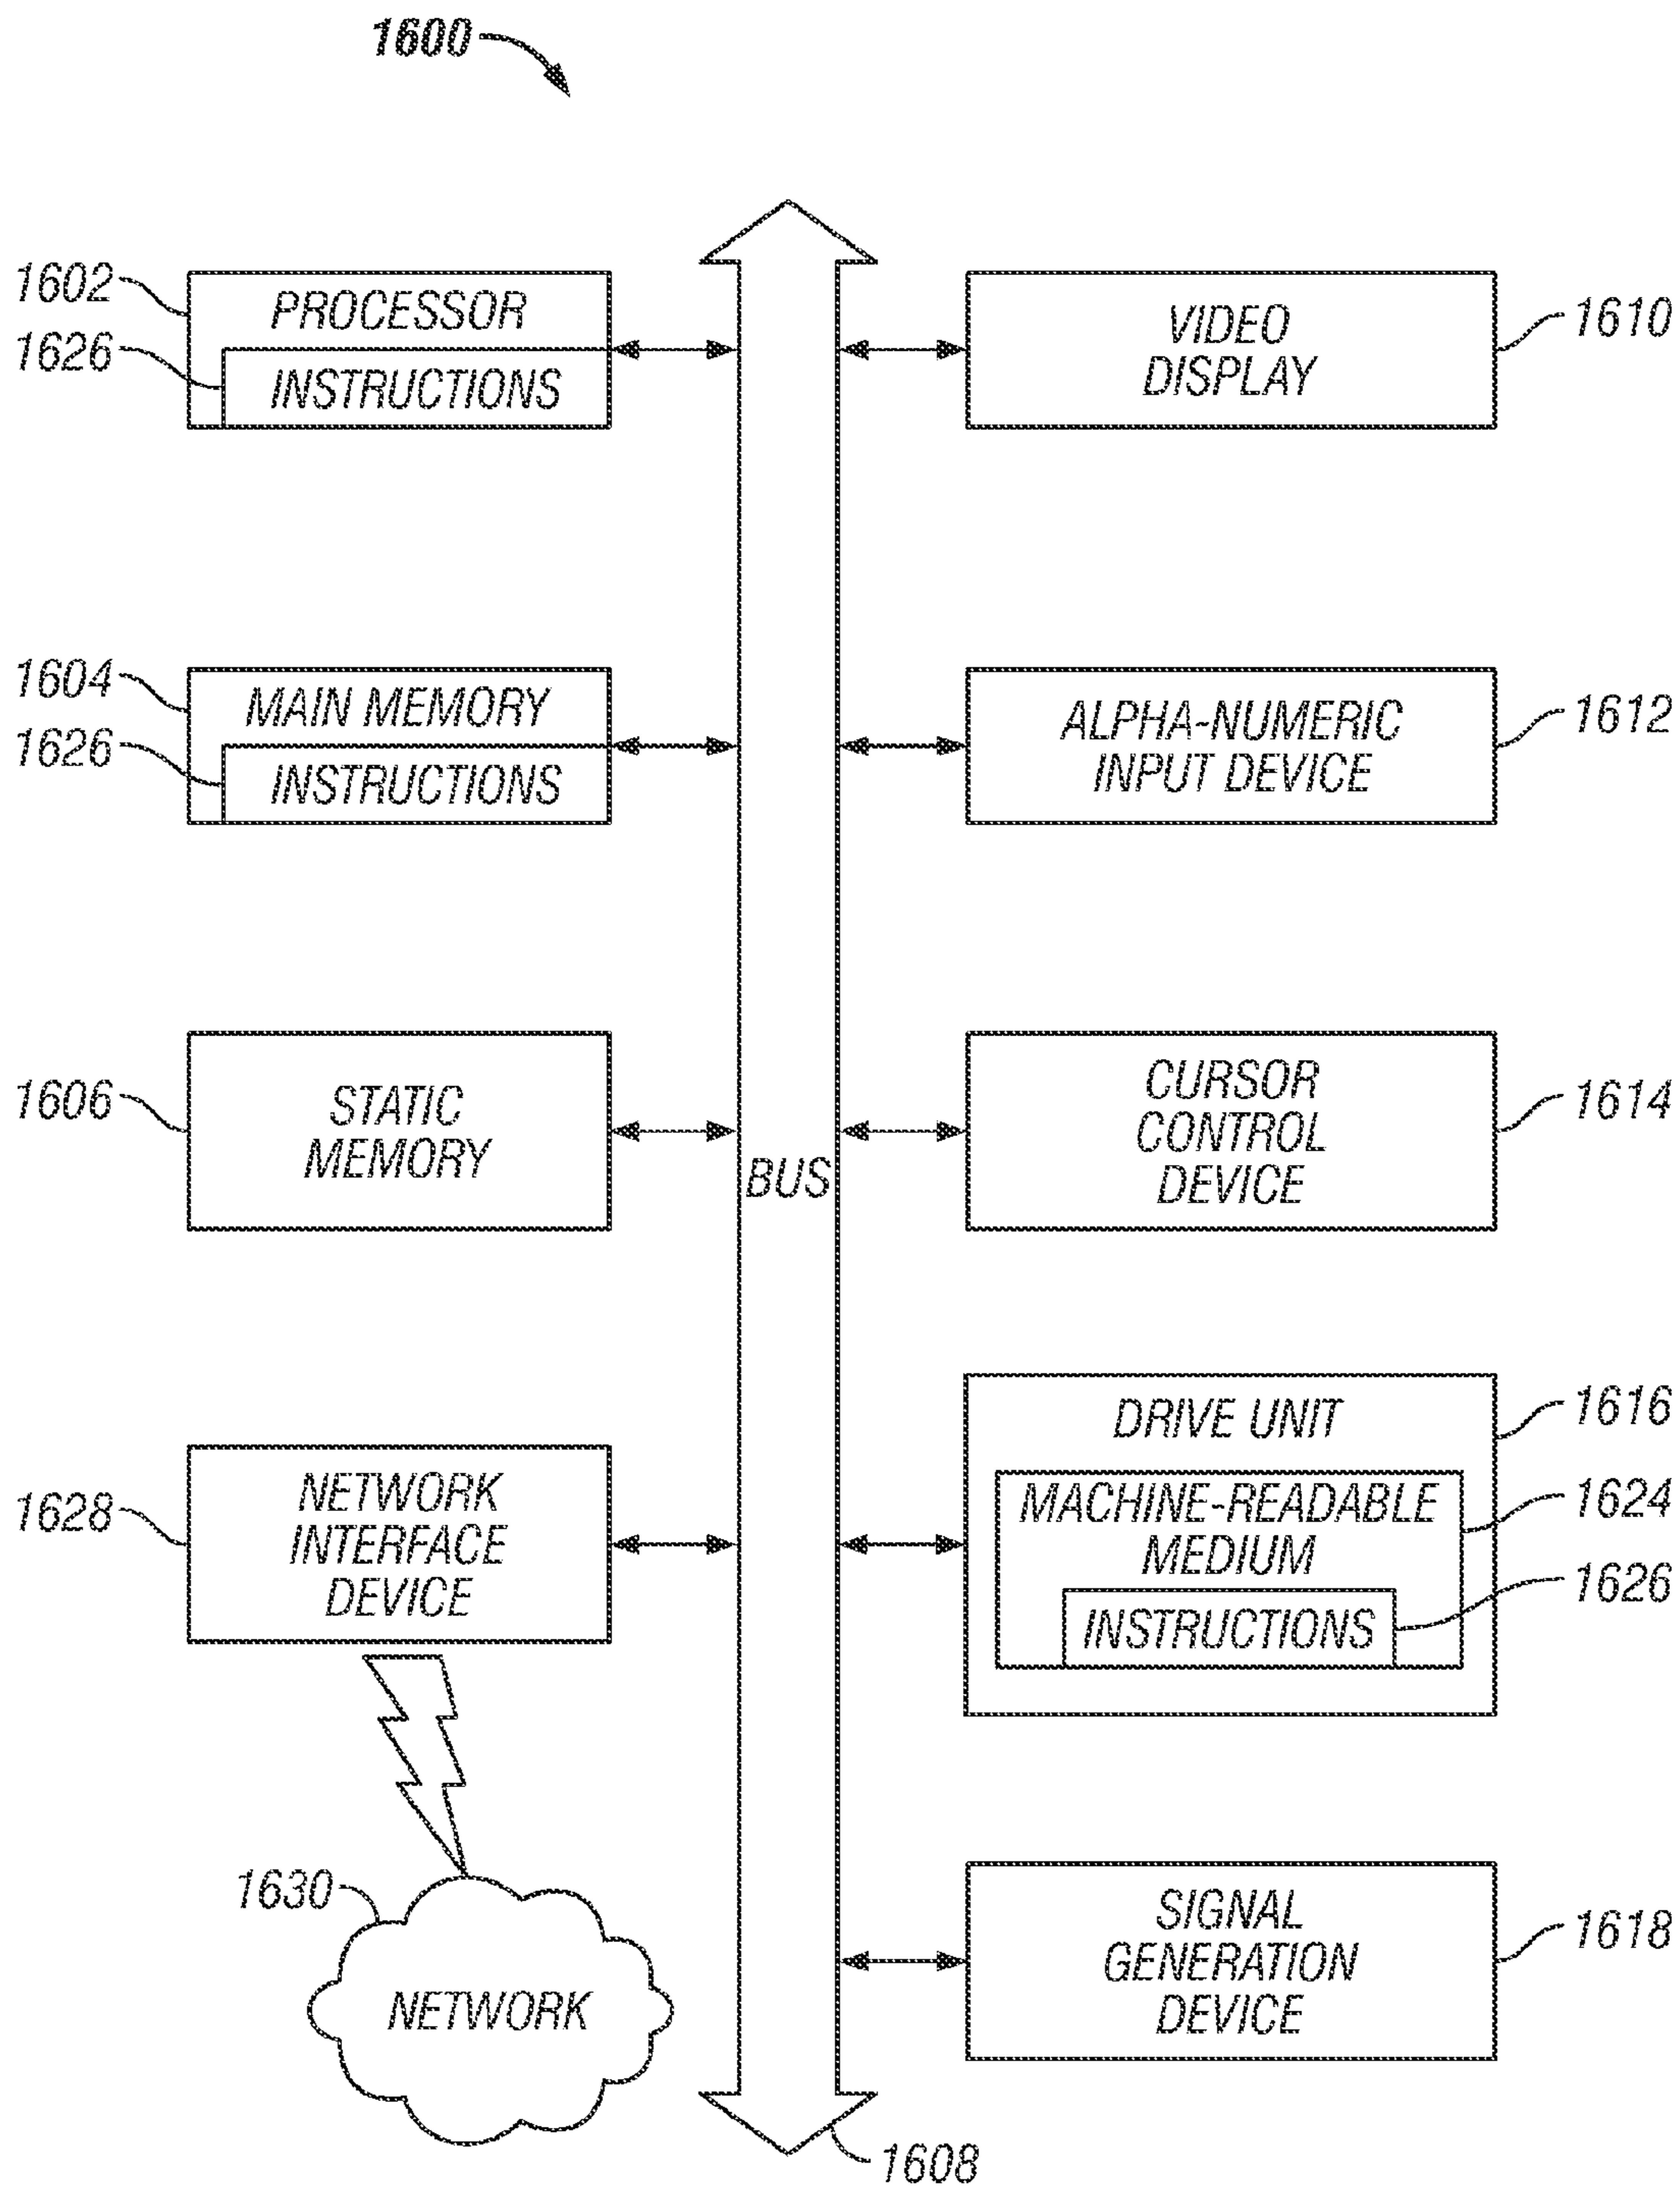 1600
1602
PROCESSOR
1626
INSTRUCTIONS
VIDEO
DISPLAY
1610
1604
MAIN MEMORY
1626
INSTRUCTIONS
ALPHA-NUMERIC
INPUT DEVICE
1612
1606
STATIC
MEMORY
BUS
CURSOR
CONTROL
DEVICE
1614
1628
NETWORK
INTERFACE
DEVICE
DRIVE UNIT
1616
MACHINE-READABLE
MEDIUM
1624
INSTRUCTIONS
1626
1630
NETWORK
SIGNAL
GENERATION
DEVICE
1618
1608